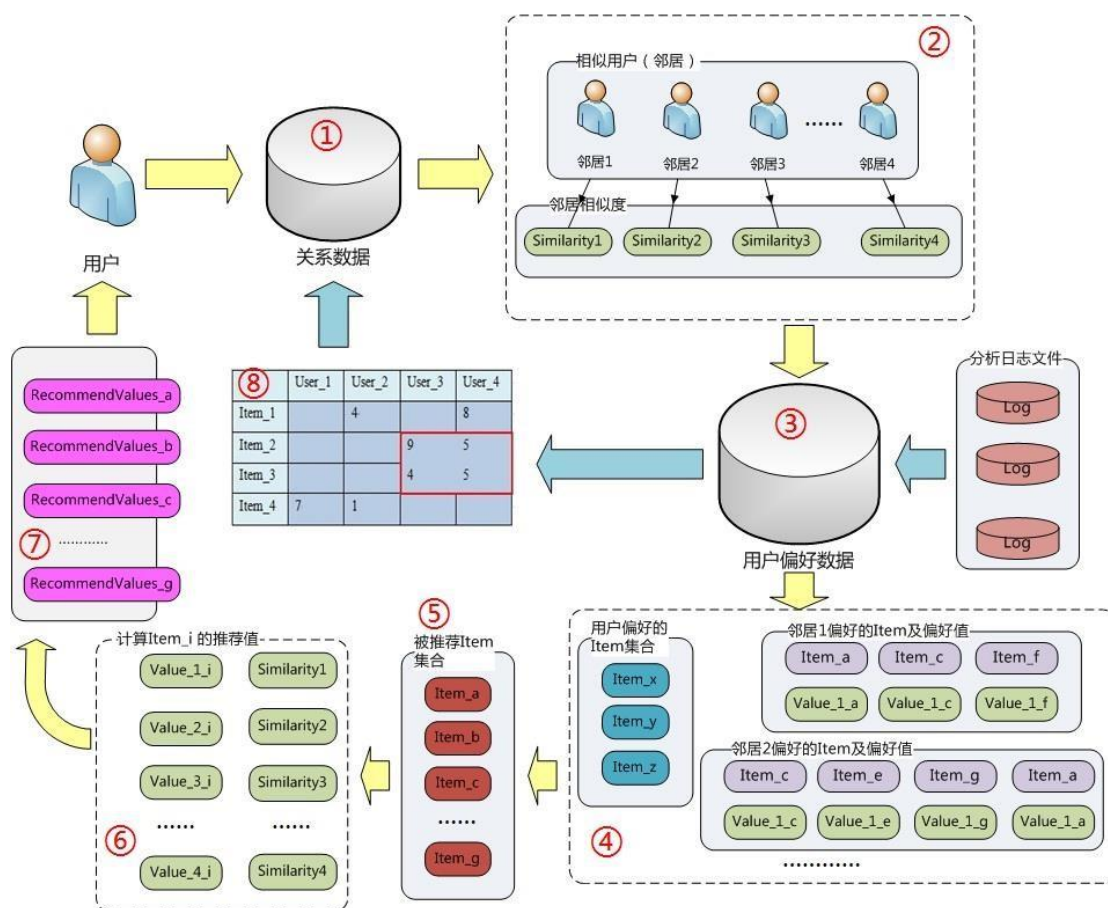 ①
用户
关系数据
②
相似用户（邻居）
邻居1 邻居2 邻居3 …… 邻居4
邻居相似度
Similarity1 Similarity2 Similarity3 Similarity4
③
用户偏好数据
分析日志文件
Log
Log
Log
⑧ User_1 User_2 User_3 User_4
Item_1 4 8
Item_2 9 5
Item_3 4 5
Item_4 7 1
④
用户偏好的
Item集合
Item_x
Item_y
Item_z
邻居1偏好的Item及偏好值
Item_a Item_c Item_f
Value_1_a Value_1_c Value_1_f
邻居2偏好的Item及偏好值
Item_c Item_e Item_g Item_a
Value_1_c Value_1_e Value_1_g Value_1_a
…………
⑤
被推荐Item
集合
Item_a
Item_b
Item_c
……
Item_g
计算Item_i 的推荐值
Value_1_i Similarity1
Value_2_i Similarity2
Value_3_i Similarity3
…… ……
⑥
Value_4_i Similarity4
RecommendValues_a
RecommendValues_b
RecommendValues_c
⑦ …………
RecommendValues_g